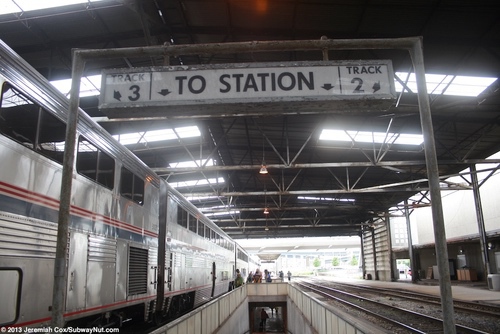 TRACK
3
TO STATION
TRACK
2
© 2013 Jeremiah Cox/SubwayNut.com